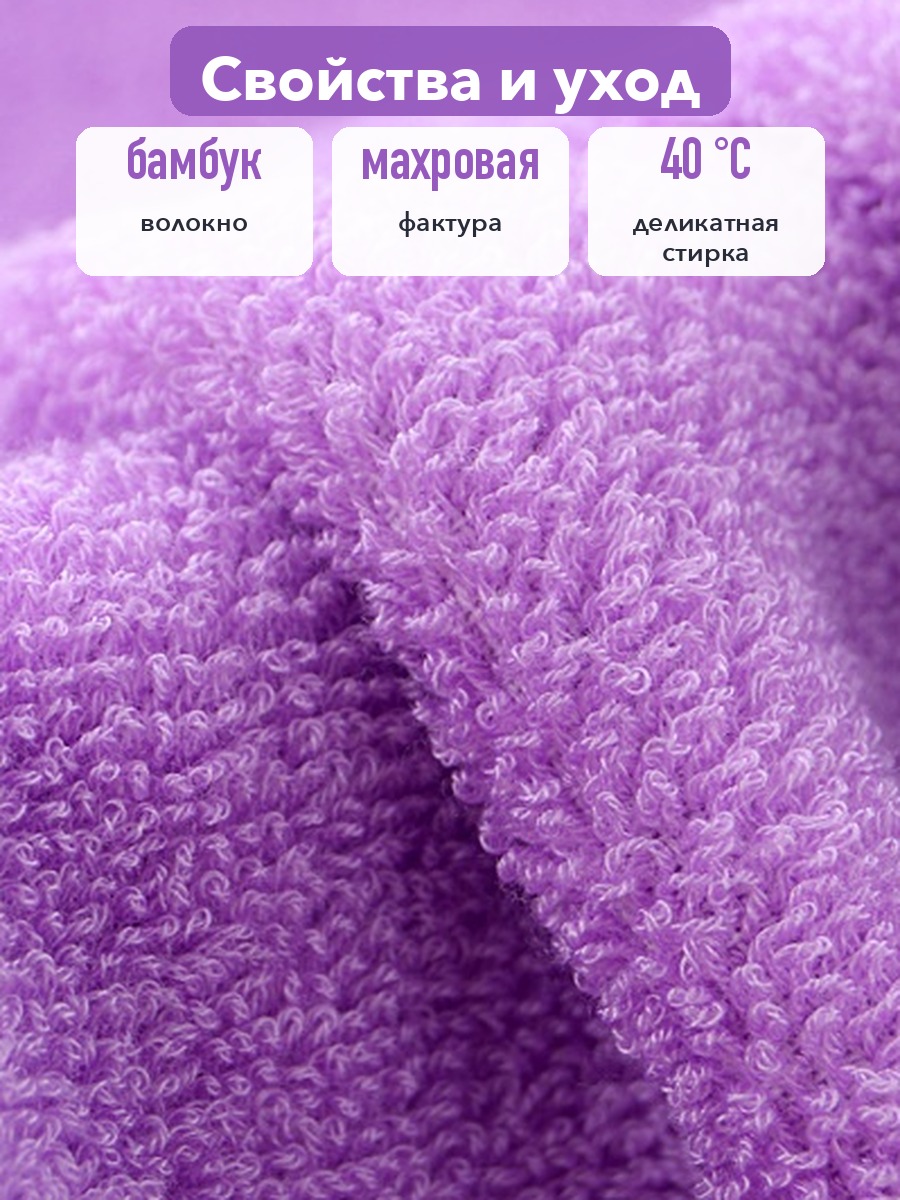 Свойства и уход
бамбук
волокно
махровая
фактура
40 °C
деликатная
стирка